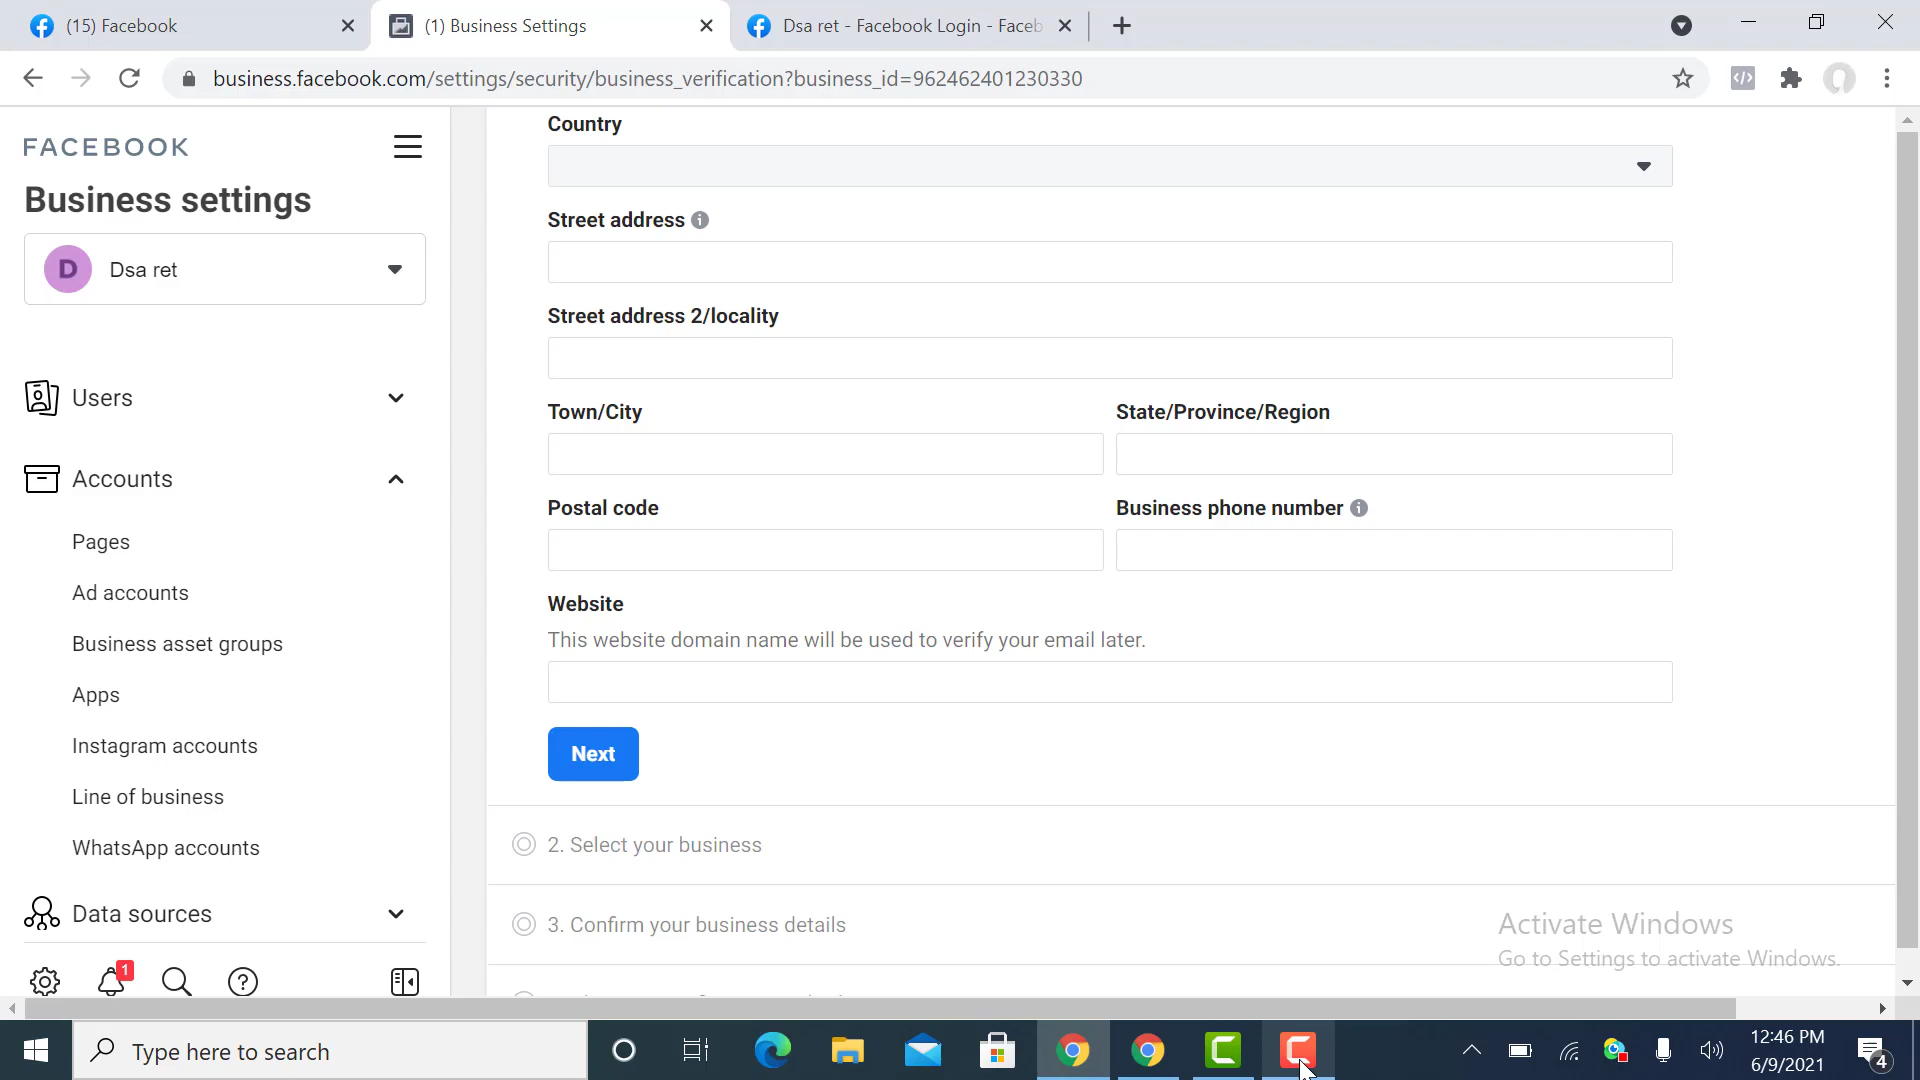 (15) Facebook
(1) Business Settings
Dsa ret - Facebook Login - Faceb
business.facebook.com/settings/security/business_verification?business_id=962462401230330
FACEBOOK
Business settings
D
Dsa ret
Users
Accounts
Pages
Ad accounts
Business asset groups
Apps
Instagram accounts
Line of business
WhatsApp accounts
Data sources
1
Country
Street address
Street address 2/locality
Town/City
State/Province/Region
Postal code
Business phone number
Website
This website domain name will be used to verify your email later.
Next
2. Select your business
3. Confirm your business details
Activate Windows
Go to Settings to activate Windows.
Type here to search
12:46 PM
6/9/2021
4